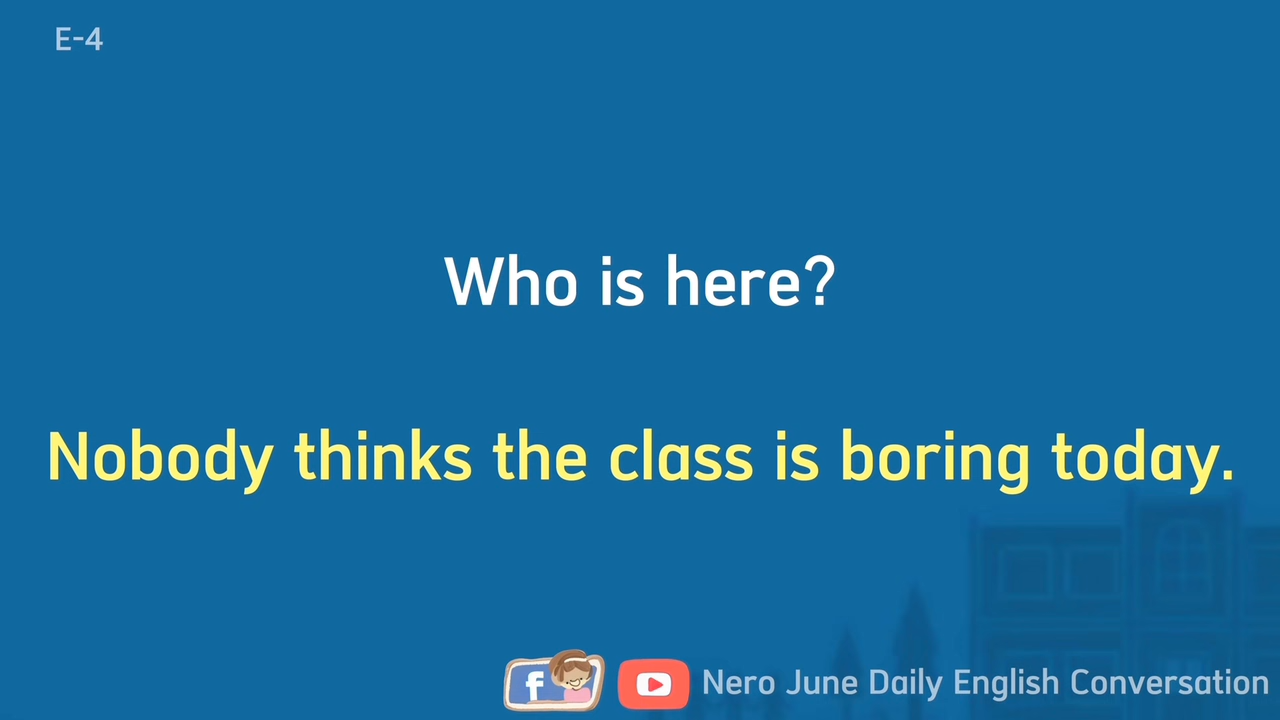 E-4
Who is here?
Nobody thinks the class is boring today.
f
Nero June Daily English Conversation